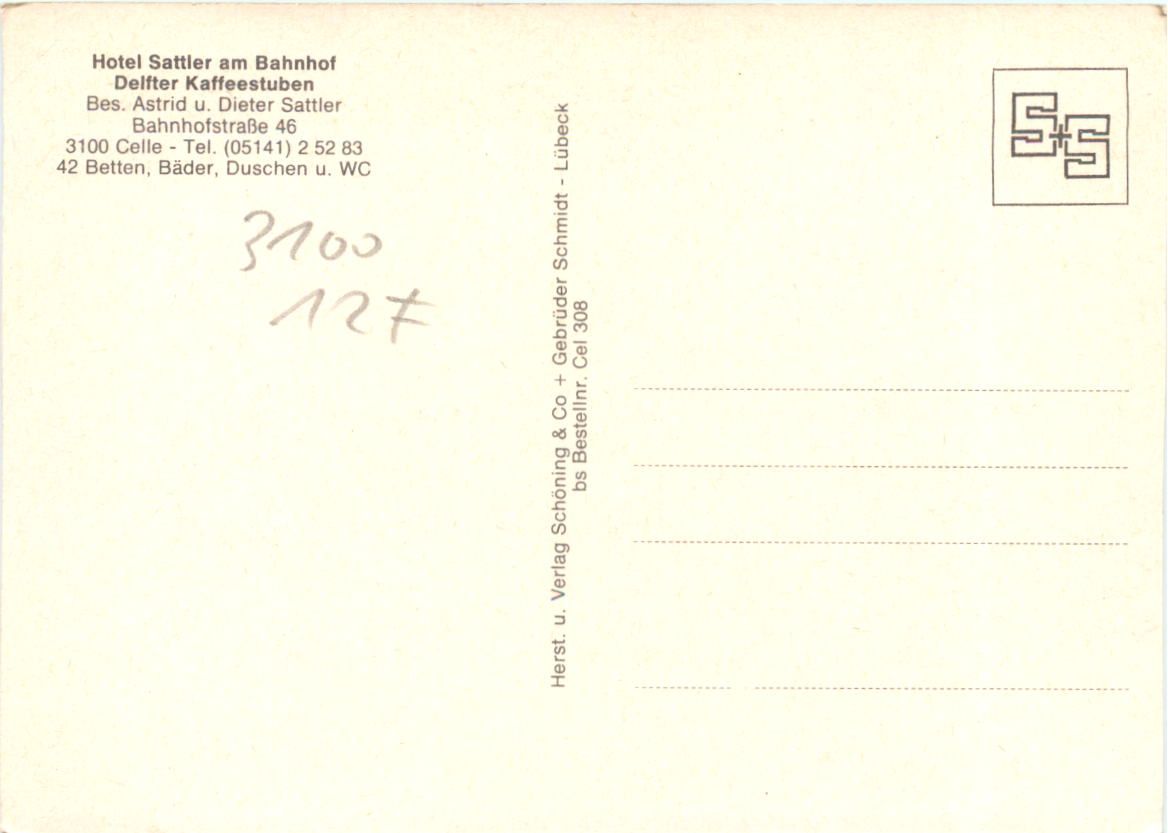 Hotel Sattler am Bahnhof
Delfter Kaffeestuben
Bes. Astrid u. Dieter Sattler
Bahnhofstraße 46
3100 Celle - Tel. (05141) 2 52 83
42 Betten, Bäder, Duschen u. WC
3100
127
Herst. u. Verlag Schöning & Co + Gebrüder Schmidt - Lübeck
bs Bestellnr. Cel 308
S+S